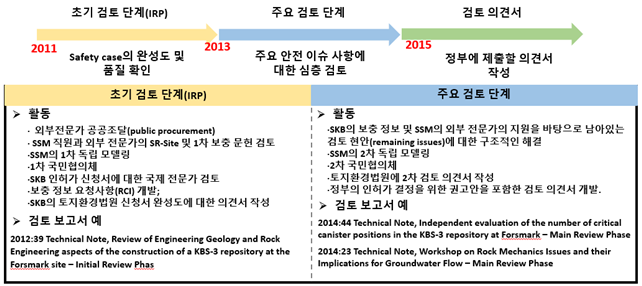 초기 검토 단계(IRP)
주요 검토 단계
검토 의견서
2011
2013
2015
Safety case의 완성도 및
품질 확인
주요 안전 이슈 사항에
대한 심층 검토
정부에 제출할 의견서
작성
초기 검토 단계(IRP)
➢ 활동
· 외부전문가 공공조달(public procurement)
· SSM 직원과 외부 전문가의 SR-Site 및 1차 보충 문헌 검토
·SSM의 1차 독립 모델링
·1차 국민협의체
·SKB 인허가 신청서에 대한 국제 전문가 검토
·보충 정보 요청사항(RCI) 개발;
·SKB의 토지환경법원 신청서 완성도에 대한 의견서 작성
➢ 검토 보고서 예
2012:39 Technical Note, Review of Engineering Geology and Rock
Engineering aspects of the construction of a KBS-3 repository at the
Forsmark site – Initial Review Phas
주요 검토 단계
➢ 활동
·SKB의 보충 정보 및 SSM의 외부 전문가의 지원을 바탕으로 남아있는
검토 현안(remaining issues)에 대한 구조적인 해결
·SSM의 2차 독립 모델링
·2차 국민협의체
·토지환경법원에 2차 검토 의견서 작성
·정부의 인허가 결정을 위한 권고안을 포함한 검토 의견서 개발.
➢ 검토 보고서 예
2014:44 Technical Note, Independent evaluation of the number of critical
canister positions in the KBS-3 repository at Forsmark – Main Review Phase
2014:23 Technical Note, Workshop on Rock Mechanics Issues and their
Implications for Groundwater Flow – Main Review Phase